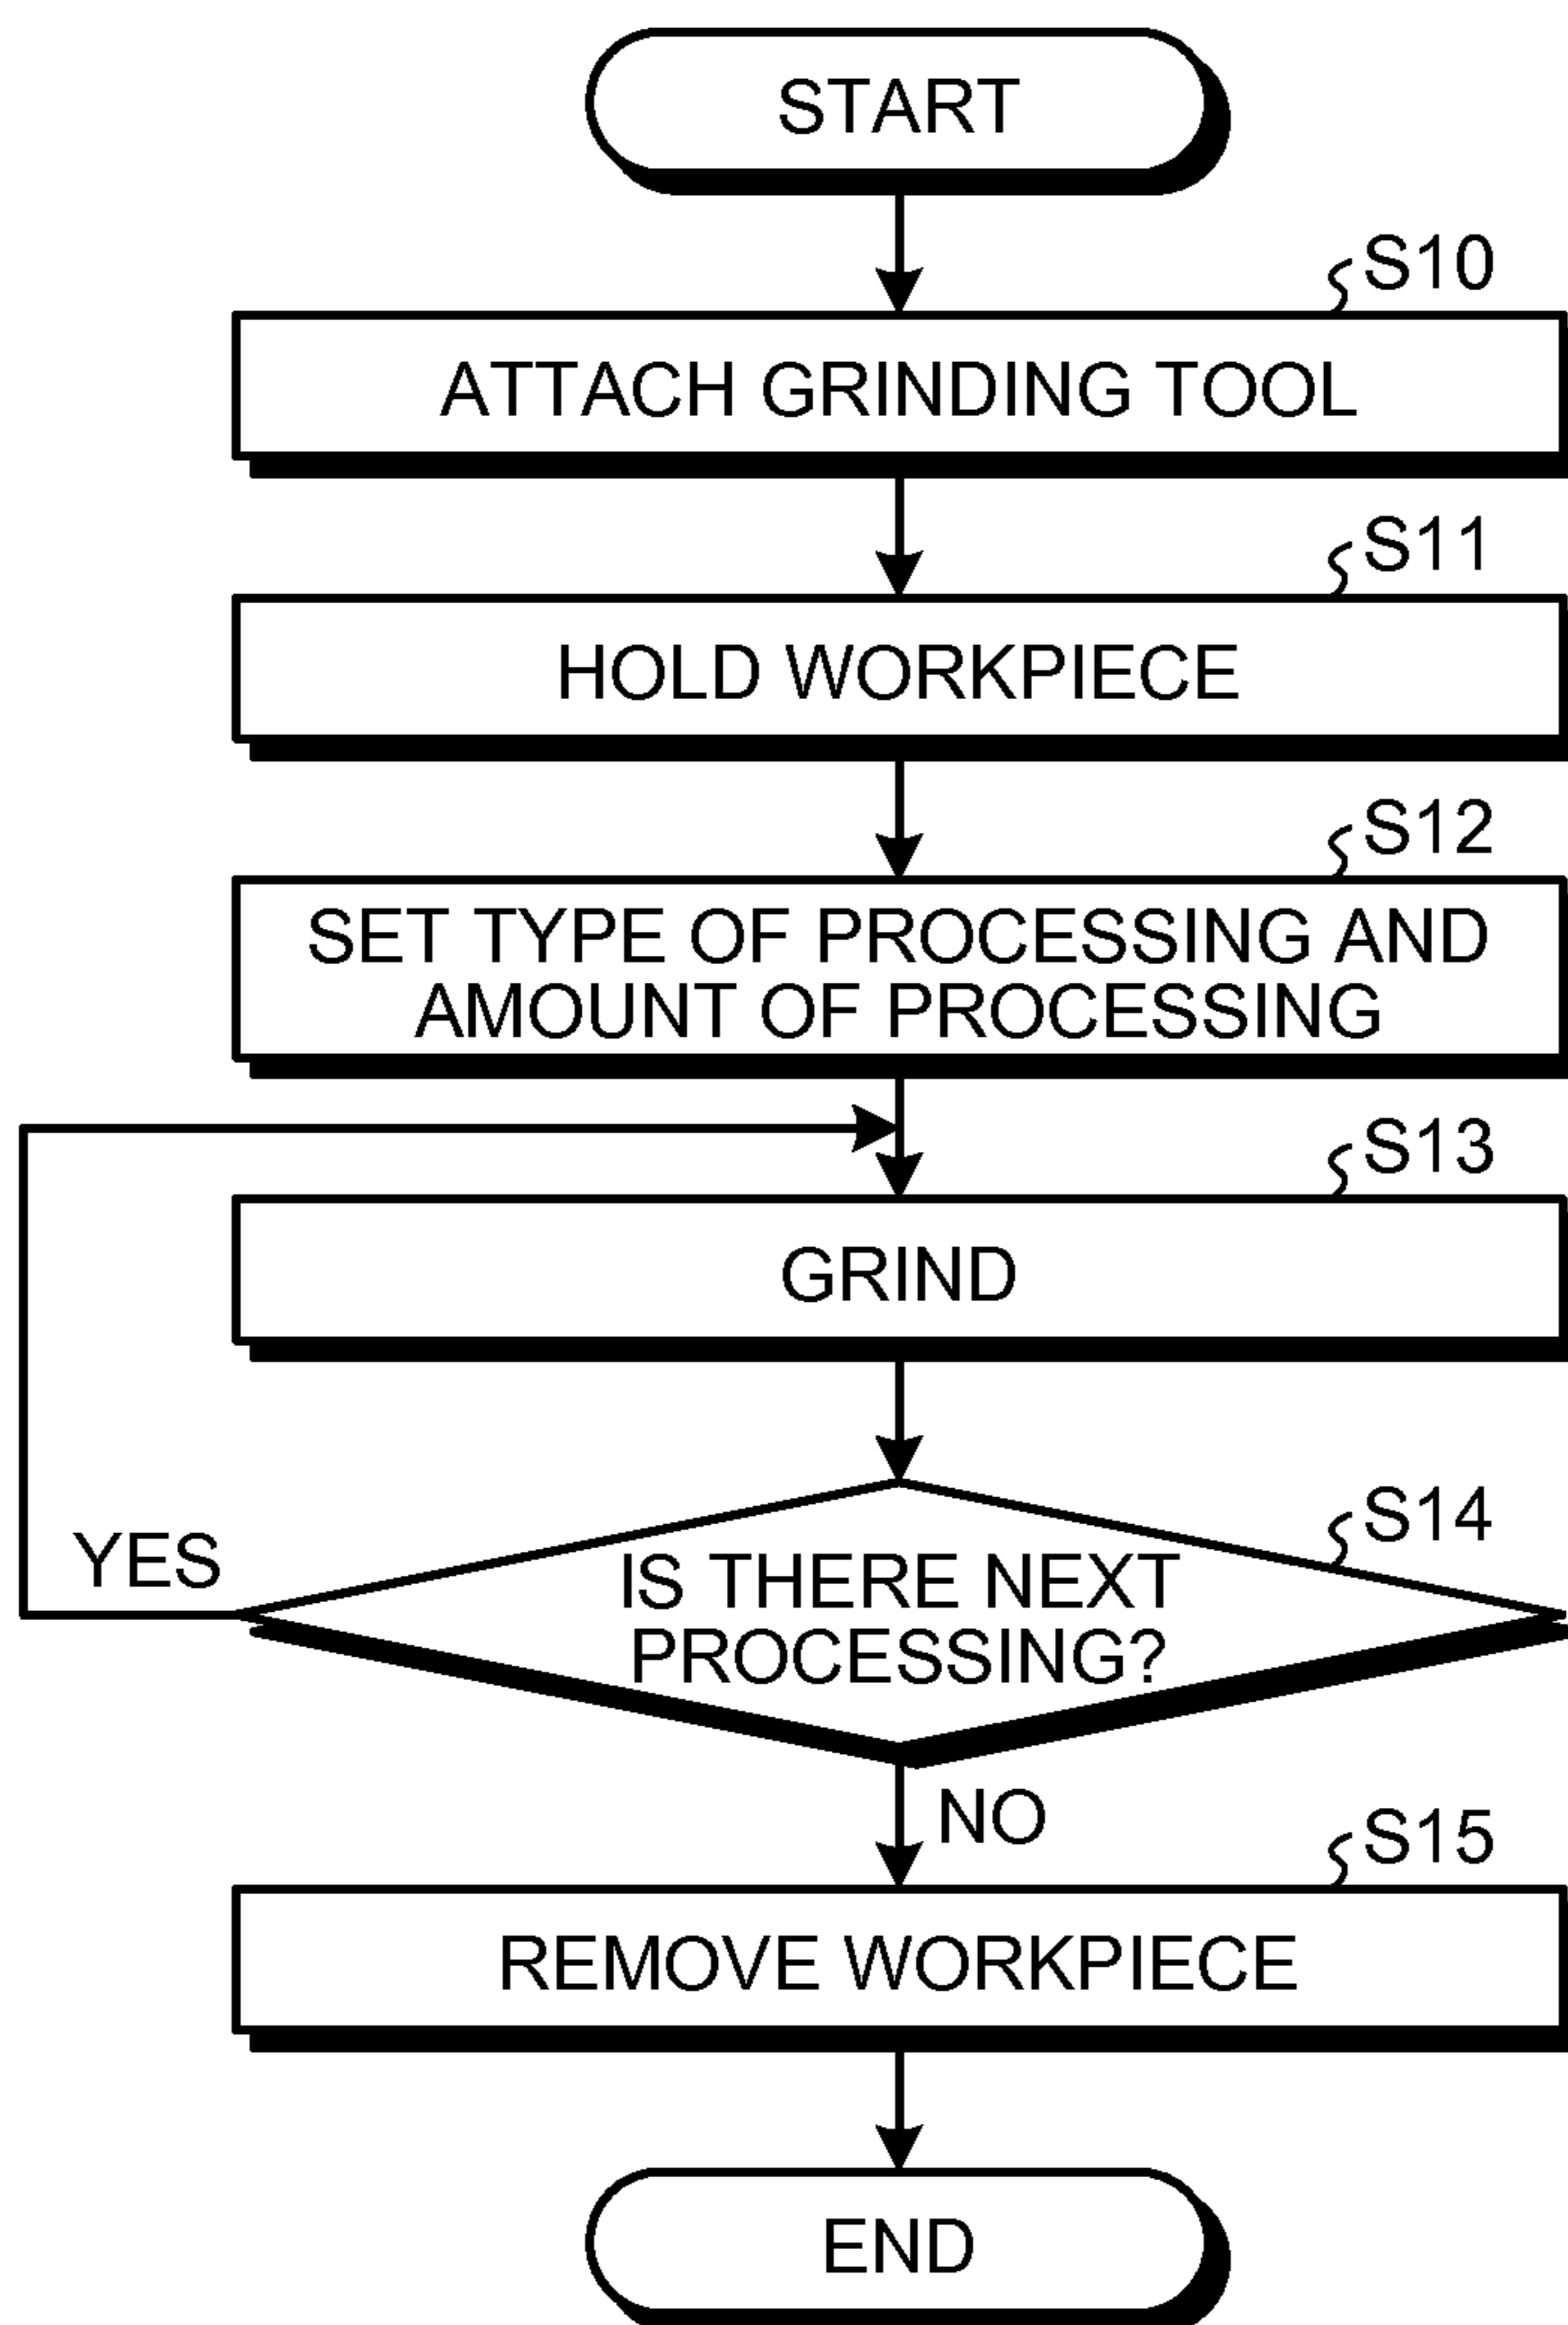 START
S10
ATTACH GRINDING TOOL
S11
HOLD WORKPIECE
S12
SET TYPE OF PROCESSING AND
AMOUNT OF PROCESSING
S13
GRIND
S14
YES
IS THERE NEXT
PROCESSING?
NO
S15
REMOVE WORKPIECE
END